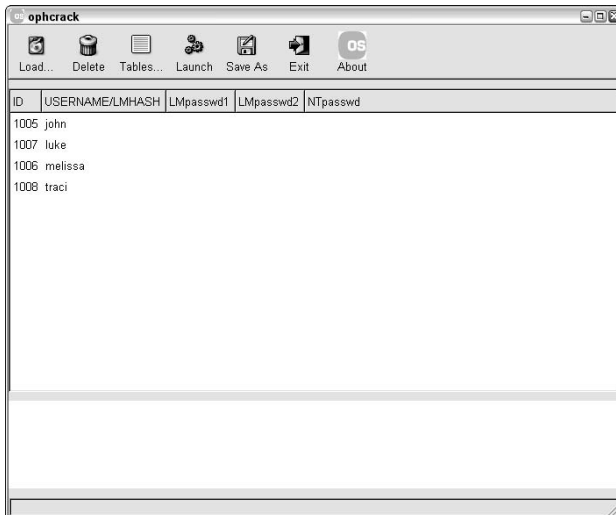 os ophcrack
Load... Delete Tables... Launch Save As Exit About
OS
ID USERNAME/LMHASH LMpasswd1 LMpasswd2 NTpasswd
1005 john
1007 luke
1006 melissa
1008 traci